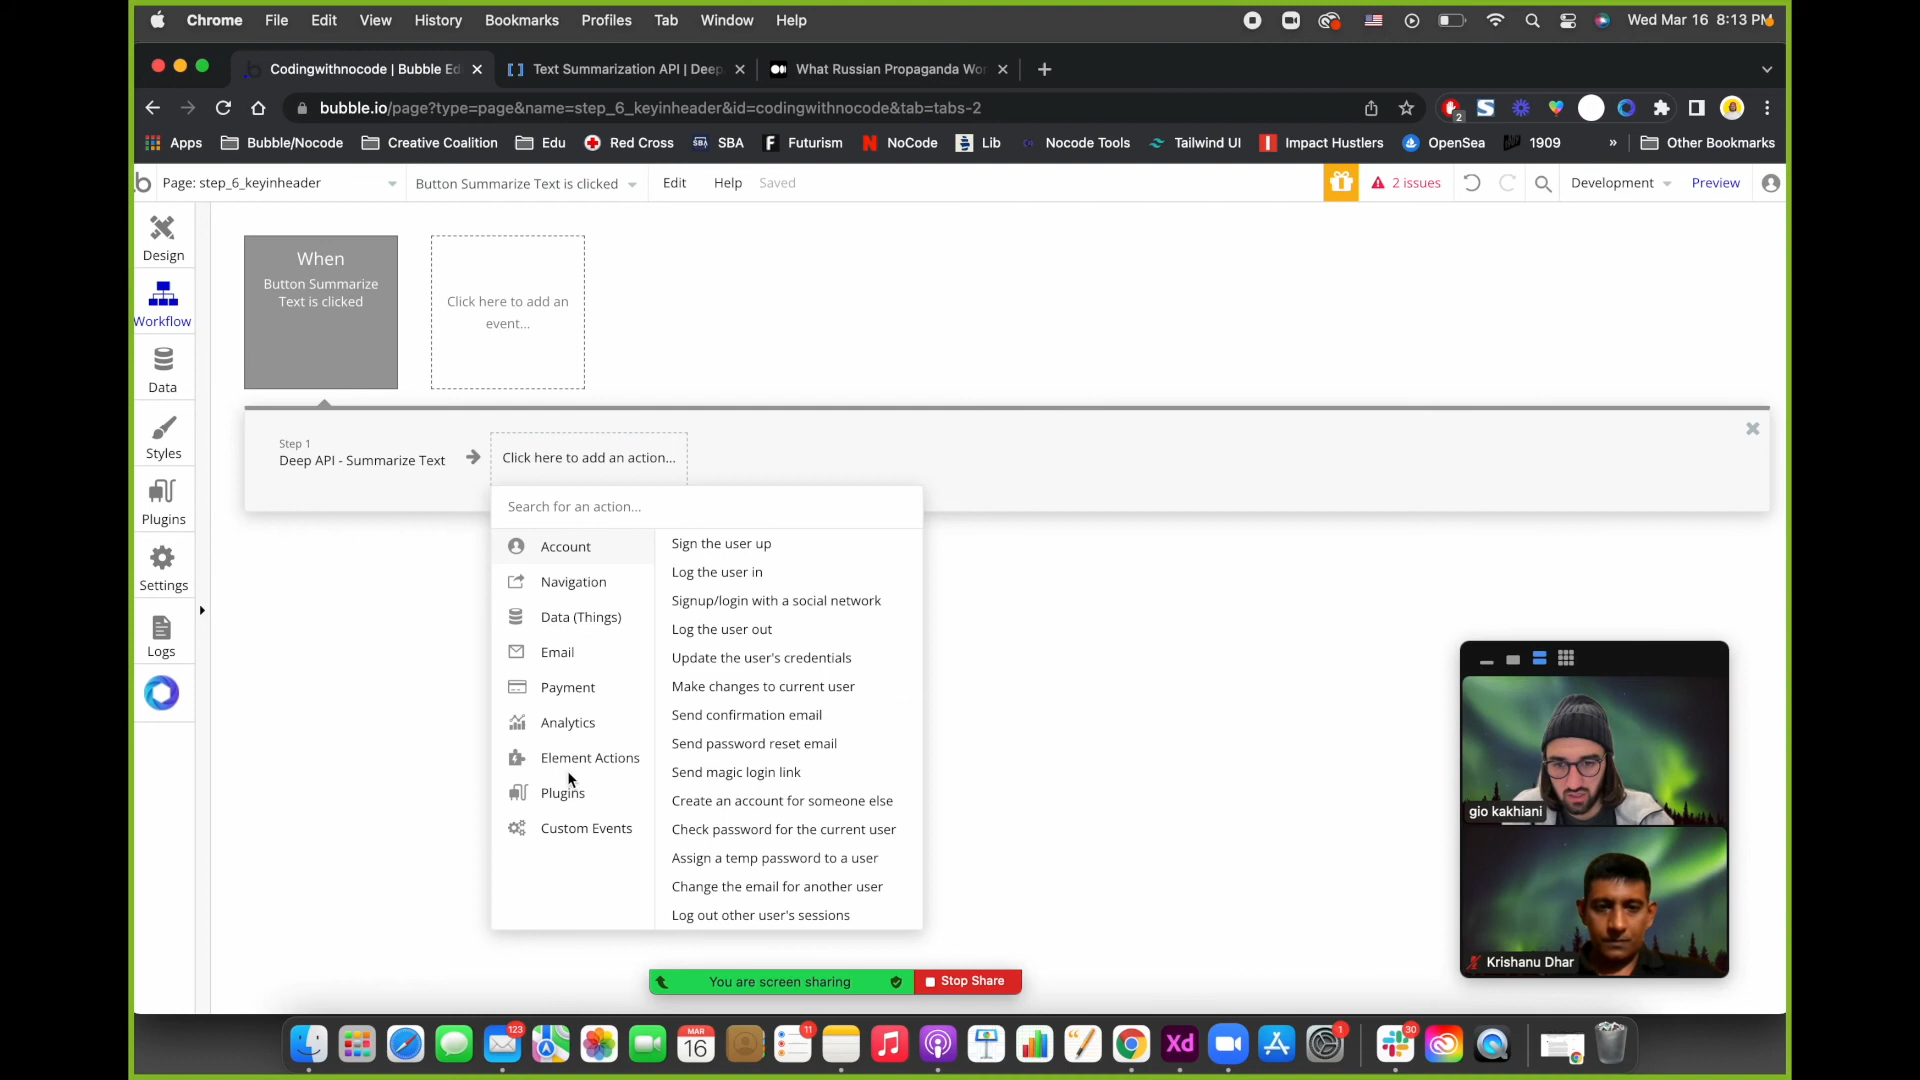 Chrome File Edit View History Bookmarks Profiles Tab Window Help Wed Mar 16 8:13 PM
Codingwithnocode | Bubble Ed Text Summarization API | Deep What Russian Propaganda Wor
bubble.io/page?type=page&name=step_6_keyinheader&id=codingwithnocode&tab=tabs-2
2
Apps Bubble/Nocode Creative Coalition Edu Red Cross SBA SBA Futurism NoCode Lib Nocode Tools Tailwind UI Impact Hustlers OpenSea 1909 » Other Bookmarks
Page: step_6_keyinheader Button Summarize Text is clicked Edit Help Saved 2 issues Development Preview
Design
Workflow
Data
Styles
Plugins
Settings
Logs
When
Button Summarize
Text is clicked
Click here to add an
event...
Step 1
Deep API - Summarize Text
Click here to add an action...
Search for an action...
Account
Navigation
Data (Things)
Email
Payment
Analytics
Element Actions
Plugins
Custom Events
Sign the user up
Log the user in
Signup/login with a social network
Log the user out
Update the user's credentials
Make changes to current user
Send confirmation email
Send password reset email
Send magic login link
Create an account for someone else
Check password for the current user
Assign a temp password to a user
Change the email for another user
Log out other user's sessions
gio kakhiani
Krishanu Dhar
You are screen sharing Stop Share
123
MAR
16
11
Xd
1
30